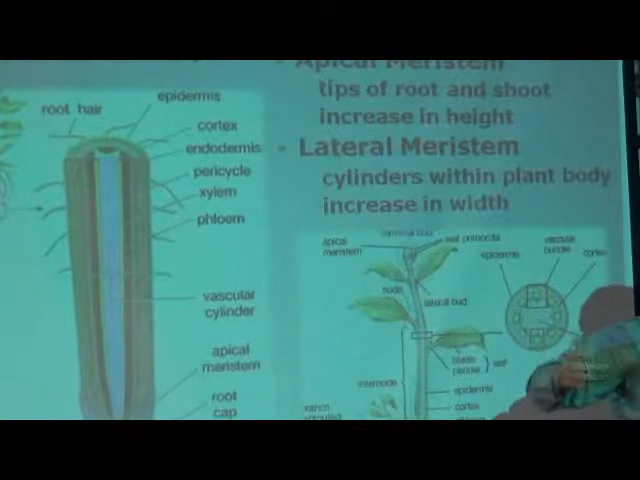 Apical Meristem
tips of root and shoot
increase in height
Lateral Meristem
cylinders within plant body
increase in width
root hair
epidermis
cortex
endodermis
pericycle
xylem
phloem
vascular
cylinder
apical
meristem
root
cap
terminal bud
apical
meristem
leaf primordia
node
lateral bud
blade
petiole
leaf
internode
epidermis
cortex
epidermis
vascular
bundle
cortex